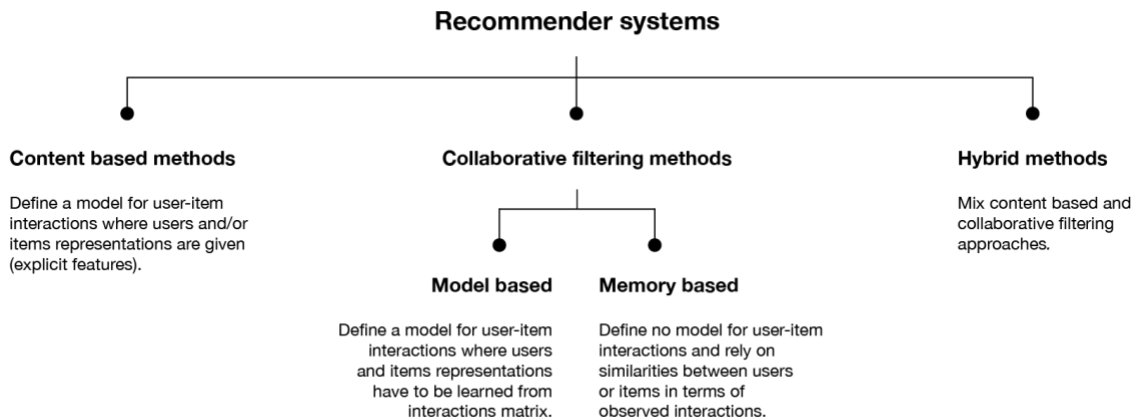 Recommender systems
Content based methods
Define a model for user-item
interactions where users and/or
items representations are given
(explicit features).
Collaborative filtering methods
Model based
Define a model for user-item
interactions where users
and items representations
have to be learned from
interactions matrix.
Memory based
Define no model for user-item
interactions and rely on
similarities between users
or items in terms of
observed interactions.
Hybrid methods
Mix content based and
collaborative filtering
approaches.